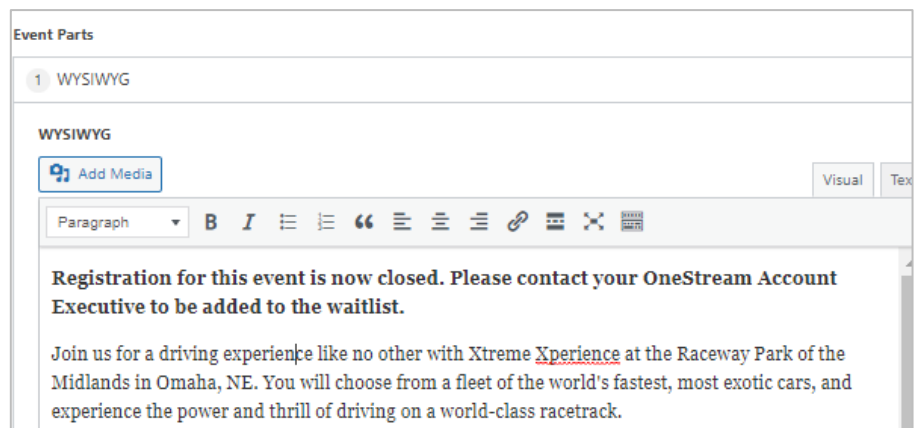 Event Parts
1 WYSIWYG
WYSIWYG
Add Media
Visual Tex
Paragraph B I
Registration for this event is now closed. Please contact your OneStream Account
Executive to be added to the waitlist.
Join us for a driving experience like no other with Xtreme Xperience at the Raceway Park of the
Midlands in Omaha, NE. You will choose from a fleet of the world's fastest, most exotic cars, and
experience the power and thrill of driving on a world-class racetrack.